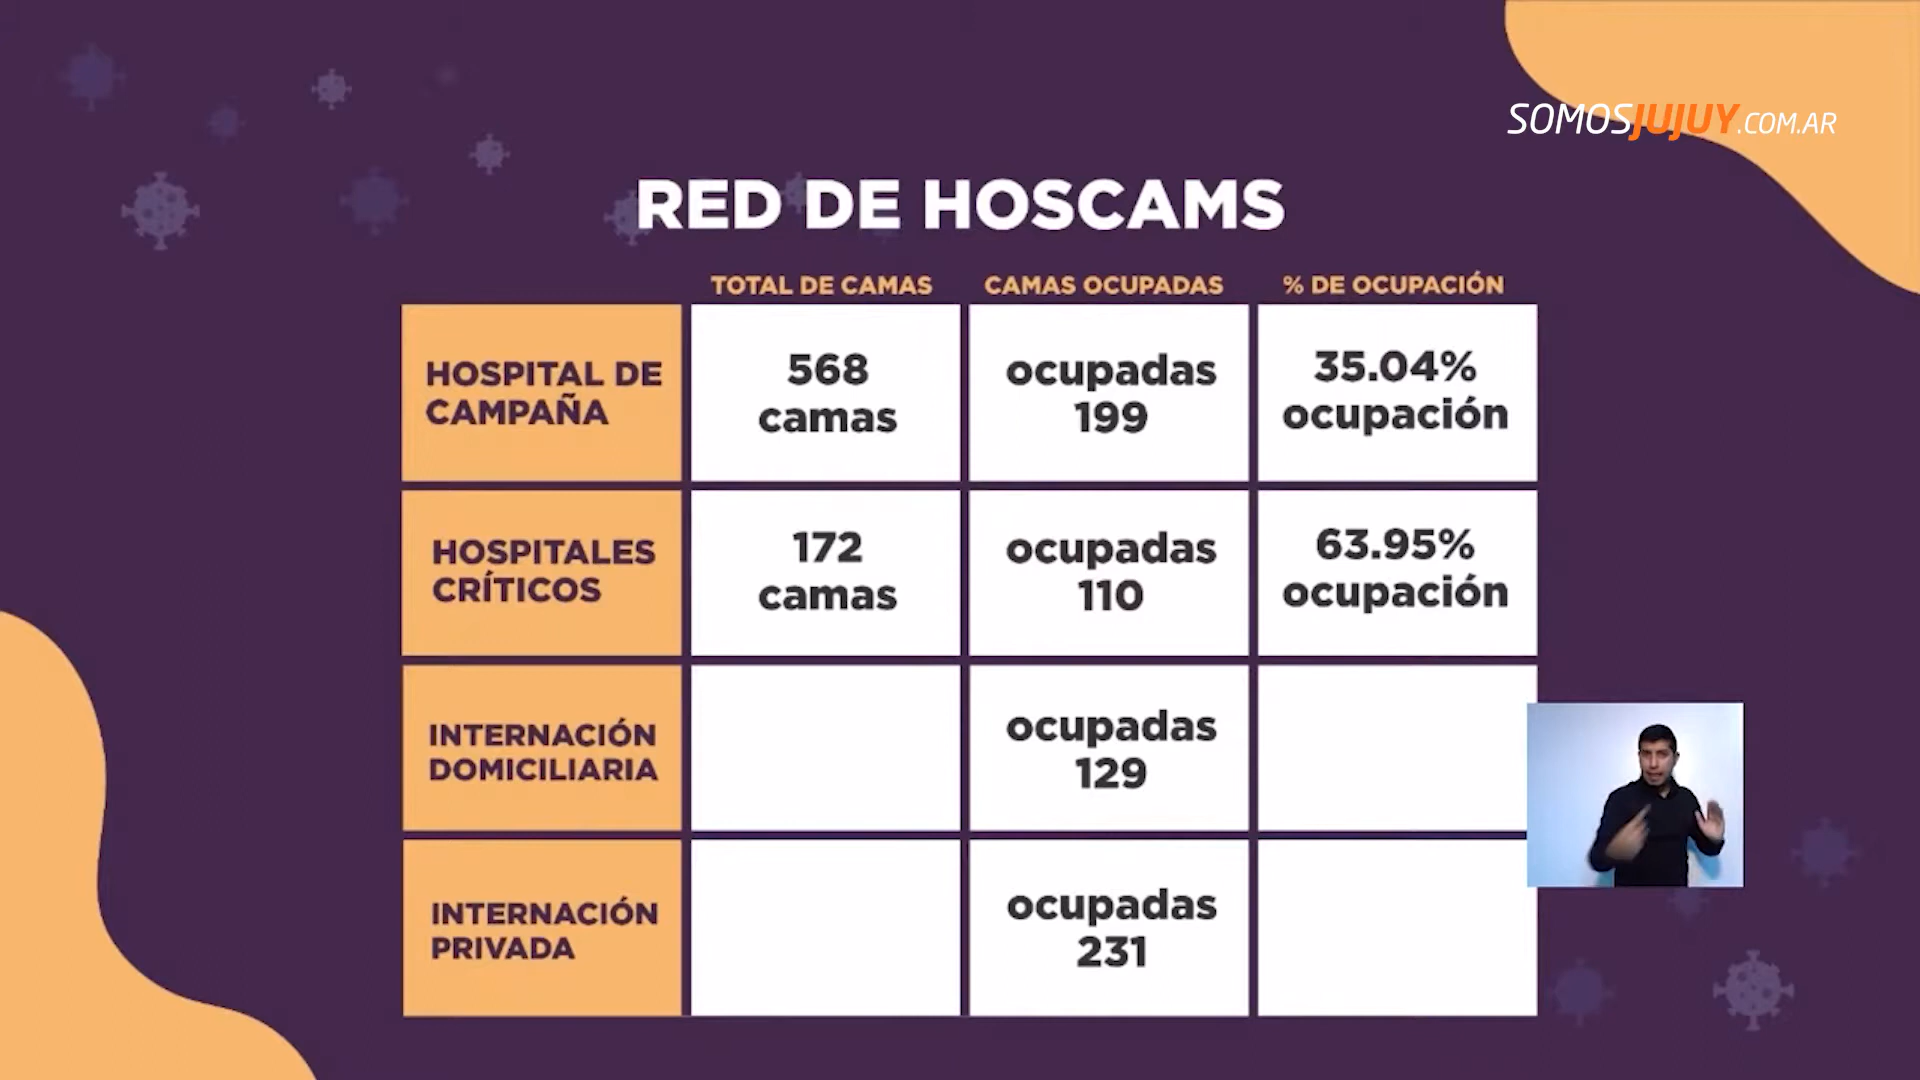 SOMOSJUJUY.COM.AR
RED DE HOSCAMS
TOTAL DE CAMAS CAMAS OCUPADAS % DE OCUPACIÓN
HOSPITAL DE
CAMPAÑA
568
camas
ocupadas
199
35.04%
ocupación
HOSPITALES
CRÍTICOS
172
camas
ocupadas
110
63.95%
ocupación
INTERNACIÓN
DOMICILIARIA
ocupadas
129
INTERNACIÓN
PRIVADA
ocupadas
231